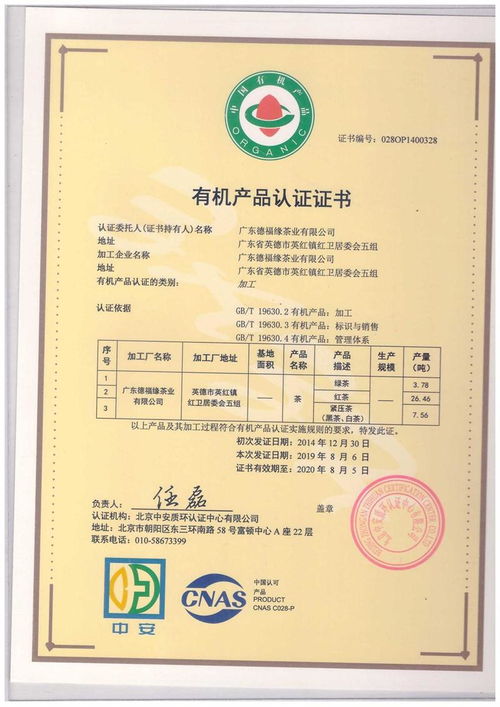 中国有机产品
ORGANIC
证书编号：028OP1400328
有机产品认证证书
认证委托人(证书持有人)名称 广东德福缘茶业有限公司
地址 广东省英德市英红镇红卫居委会五组
加工企业名称 广东德福缘茶业有限公司
地址 广东省英德市英红镇红卫居委会五组
有机产品认证的类别： 加工
认证依据 GB/T 19630.2 有机产品：加工
GB/T 19630.3 有机产品：标识与销售
GB/T 19630.4 有机产品：管理体系
序号 加工厂名称 加工厂地址 基地面积 产品名称 产品描述 生产规模 产量（吨）
1 绿茶 3.78
2 广东德福缘茶业有限公司 英德市英红镇红卫居委会五组 —— 茶 红茶 —— 26.46
3 紧压茶（黑茶、白茶） 7.56
以上产品及其加工过程符合有机产品认证实施规则的要求，特发此证。
初次发证日期：2014 年 12 月 30 日
本次发证日期：2019 年 8 月 6 日
证书有效期至：2020 年 8 月 5 日
负责人： 任磊 盖章
认证机构：北京中安质环认证中心有限公司
地址：北京市朝阳区东三环南路 58 号富顿中心 A 座 22 层
联系电话：010-58673399
中安
CNAS
中国认可
产品
PRODUCT
CNAS C028-P